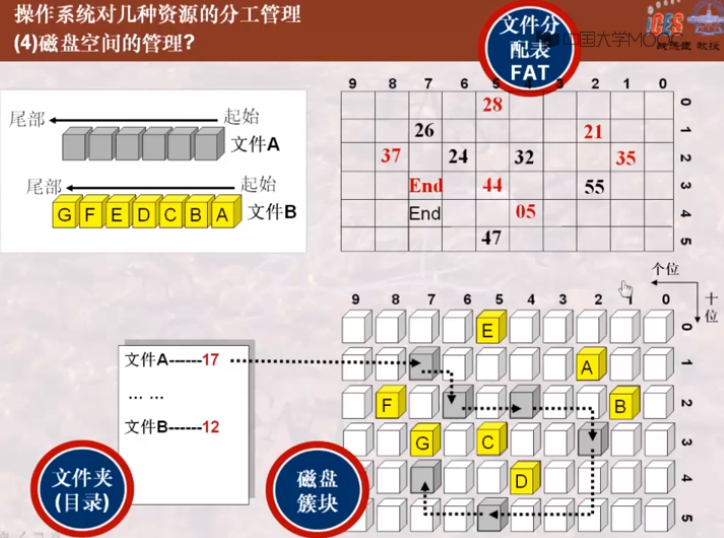 操作系统对几种资源的分工管理
(4)磁盘空间的管理?
中国大学MOOC
ICES
教授
文件分
配表
FAT
尾部
起始
文件A
尾部
起始
G F E D C B A
文件B
9 8 7 6 5 4 3 2 1 0
28 0
26 21 1
37 24 32 35 2
End 44 55 3
End 05 4
47 5
个位
十位
9 8 7 6 5 4 3 2 1 0
E 0
A 1
F B 2
G C 3
D 4
5
文件A------17
... ...
文件B------12
文件夹
(目录)
磁盘
簇块